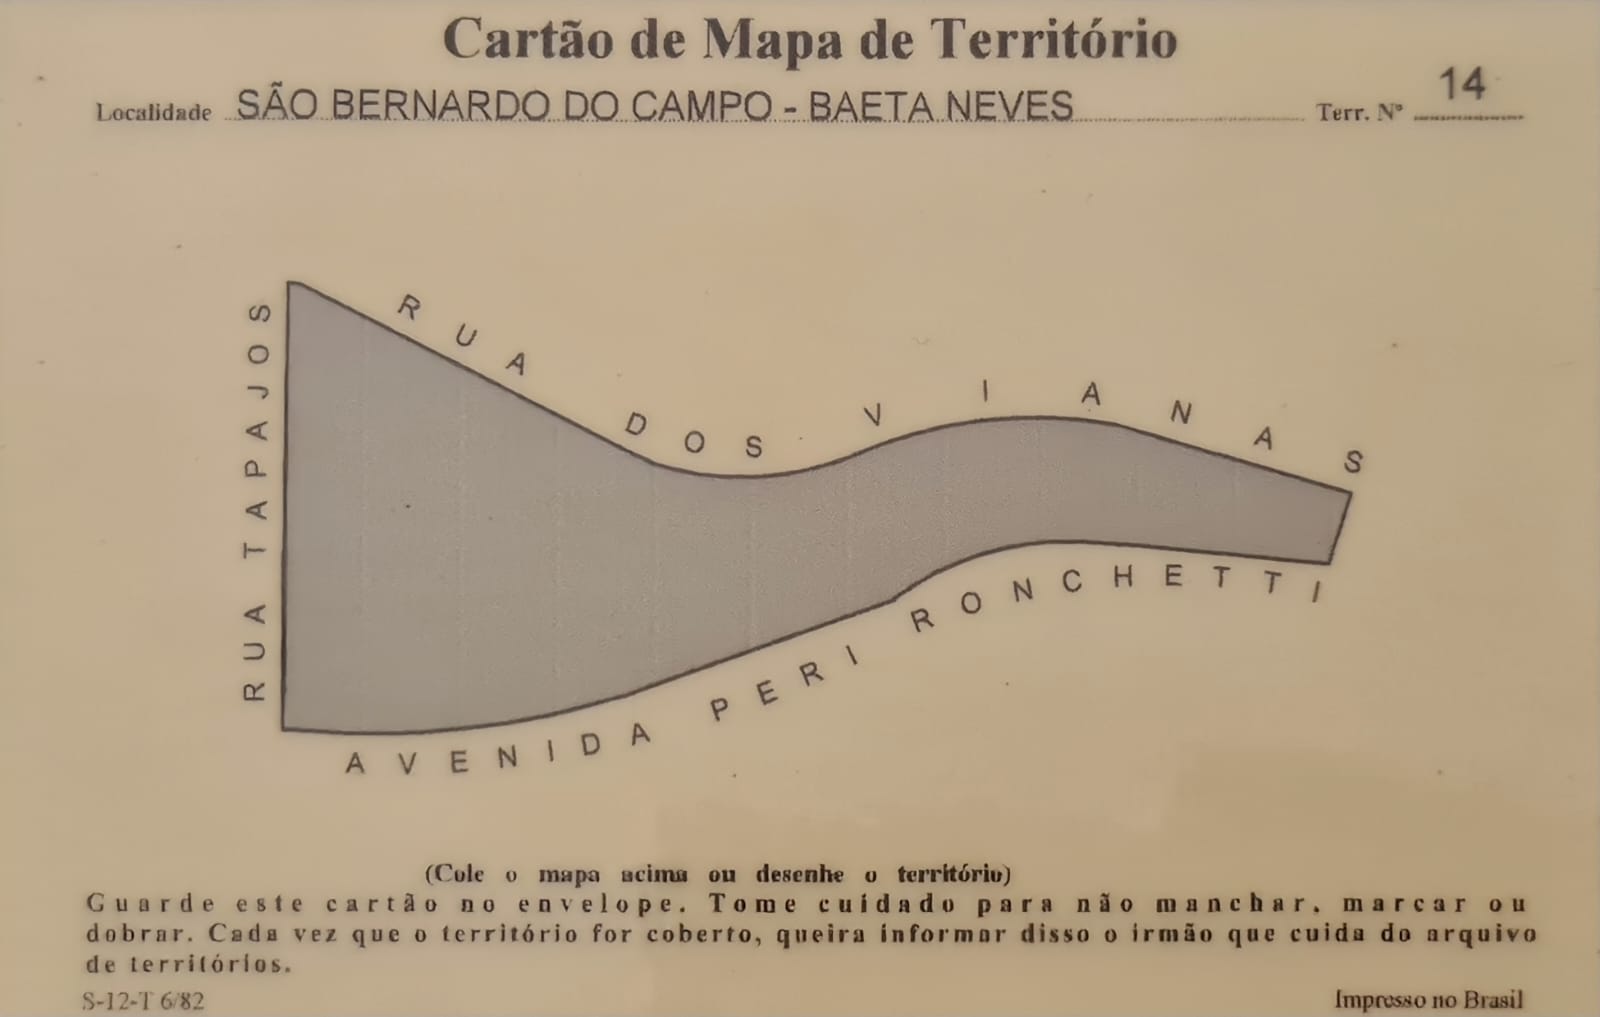 Cartão de Mapa de Território
Localidade SÃO BERNARDO DO CAMPO - BAETA NEVES Terr. Nº 14
RUA TAPAJOS
RUA DOS VIANAS
AVENIDA PERI RONCHETTI
(Cole o mapa acima ou desenhe o território)
Guarde este cartão no envelope. Tome cuidado para não manchar, marcar ou
dobrar. Cada vez que o território for coberto, queira informar disso o irmão que cuida do arquivo
de territórios.
S-12-T 6/82 Impresso no Brasil